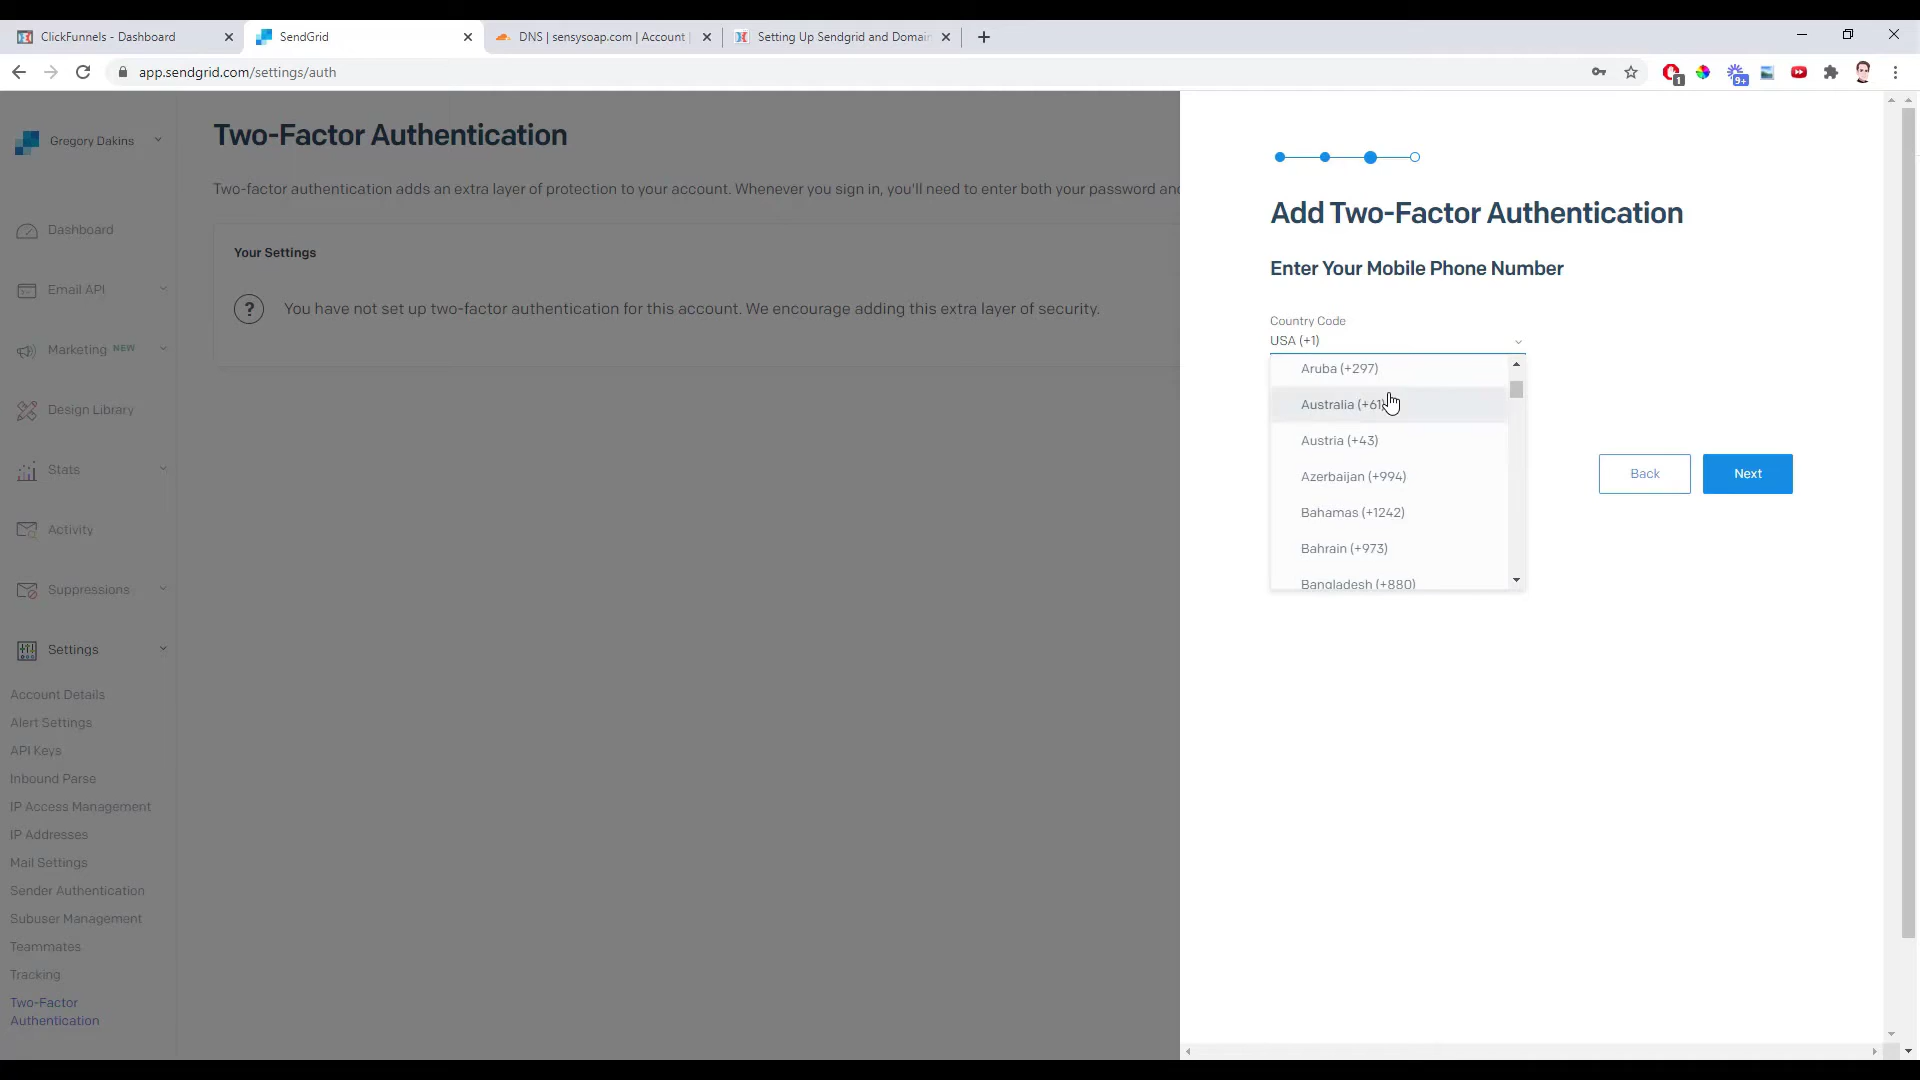 ClickFunnels - Dashboard
SendGrid
DNS | sensysoap.com | Account |
Setting Up Sendgrid and Domain
app.sendgrid.com/settings/auth
1
9+
Gregory Dakins
Dashboard
Email API
Marketing NEW
Design Library
Stats
Activity
Suppressions
Settings
Account Details
Alert Settings
API Keys
Inbound Parse
IP Access Management
IP Addresses
Mail Settings
Sender Authentication
Subuser Management
Teammates
Tracking
Two-Factor
Authentication
Two-Factor Authentication
Two-factor authentication adds an extra layer of protection to your account. Whenever you sign in, you'll need to enter both your password and
Your Settings
? You have not set up two-factor authentication for this account. We encourage adding this extra layer of security.
Add Two-Factor Authentication
Enter Your Mobile Phone Number
Country Code
USA (+1)
Aruba (+297)
Australia (+61)
Austria (+43)
Azerbaijan (+994)
Bahamas (+1242)
Bahrain (+973)
Bangladesh (+880)
Back
Next